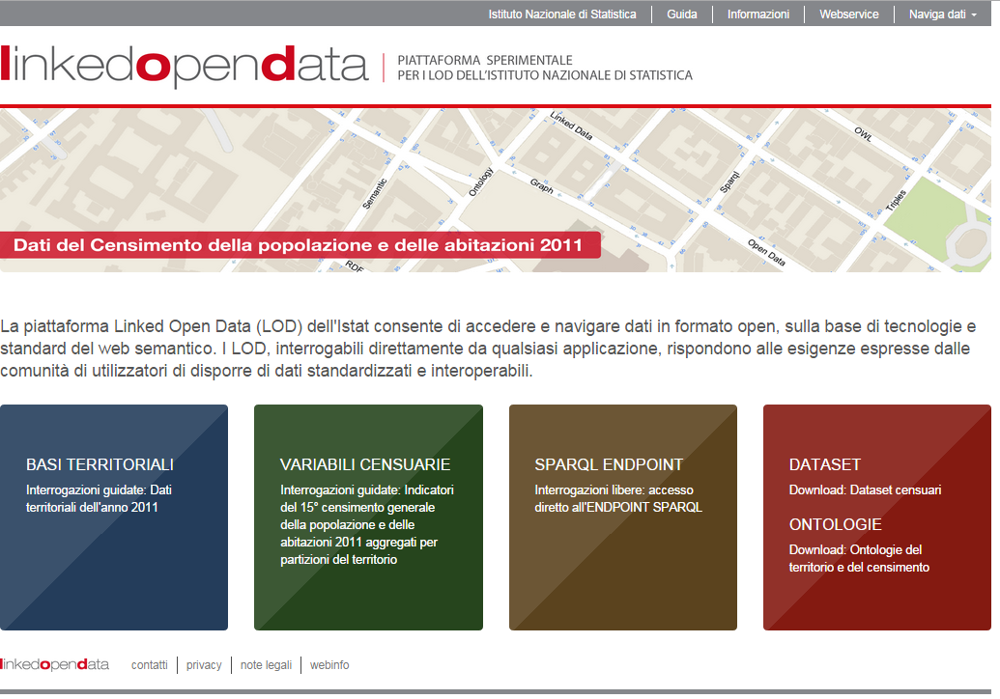 Istituto Nazionale di Statistica Guida Informazioni Webservice Naviga dati
linkedopendata
PIATTAFORMA SPERIMENTALE
PER I LOD DELL'ISTITUTO NAZIONALE DI STATISTICA
Linked Data
OWL
Semantic
Ontology
Graph
Sparql
Triples
Open Data
RDF
Dati del Censimento della popolazione e delle abitazioni 2011
La piattaforma Linked Open Data (LOD) dell'Istat consente di accedere e navigare dati in formato open, sulla base di tecnologie e
standard del web semantico. I LOD, interrogabili direttamente da qualsiasi applicazione, rispondono alle esigenze espresse dalle
comunità di utilizzatori di disporre di dati standardizzati e interoperabili.
BASI TERRITORIALI
Interrogazioni guidate: Dati
territoriali dell'anno 2011
VARIABILI CENSUARIE
Interrogazioni guidate: Indicatori
del 15° censimento generale
della popolazione e delle
abitazioni 2011 aggregati per
partizioni del territorio
SPARQL ENDPOINT
Interrogazioni libere: accesso
diretto all'ENDPOINT SPARQL
DATASET
Download: Dataset censuari
ONTOLOGIE
Download: Ontologie del
territorio e del censimento
linkedopendata contatti privacy note legali webinfo